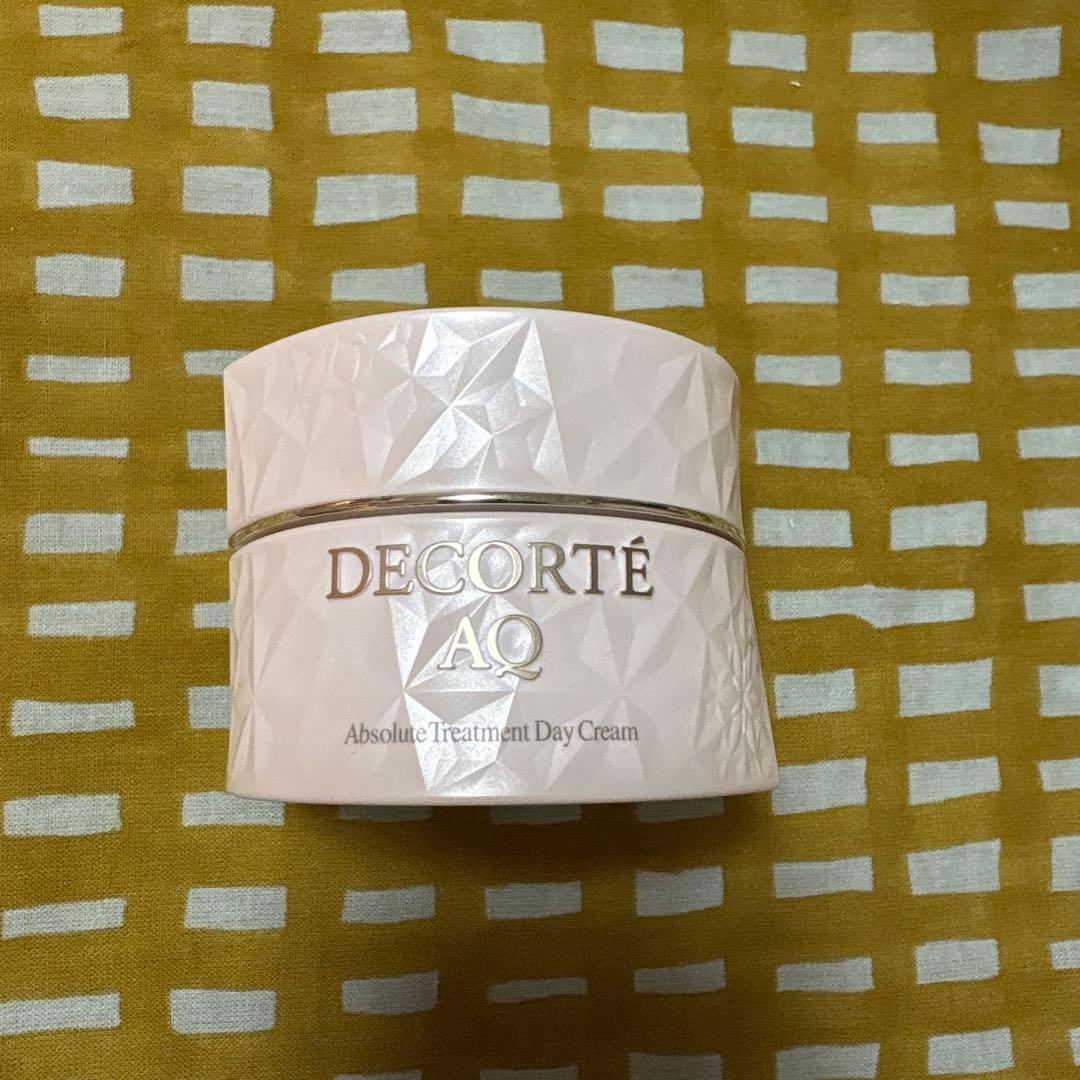 DECORTÉ
AQ
Absolute Treatment Day Cream